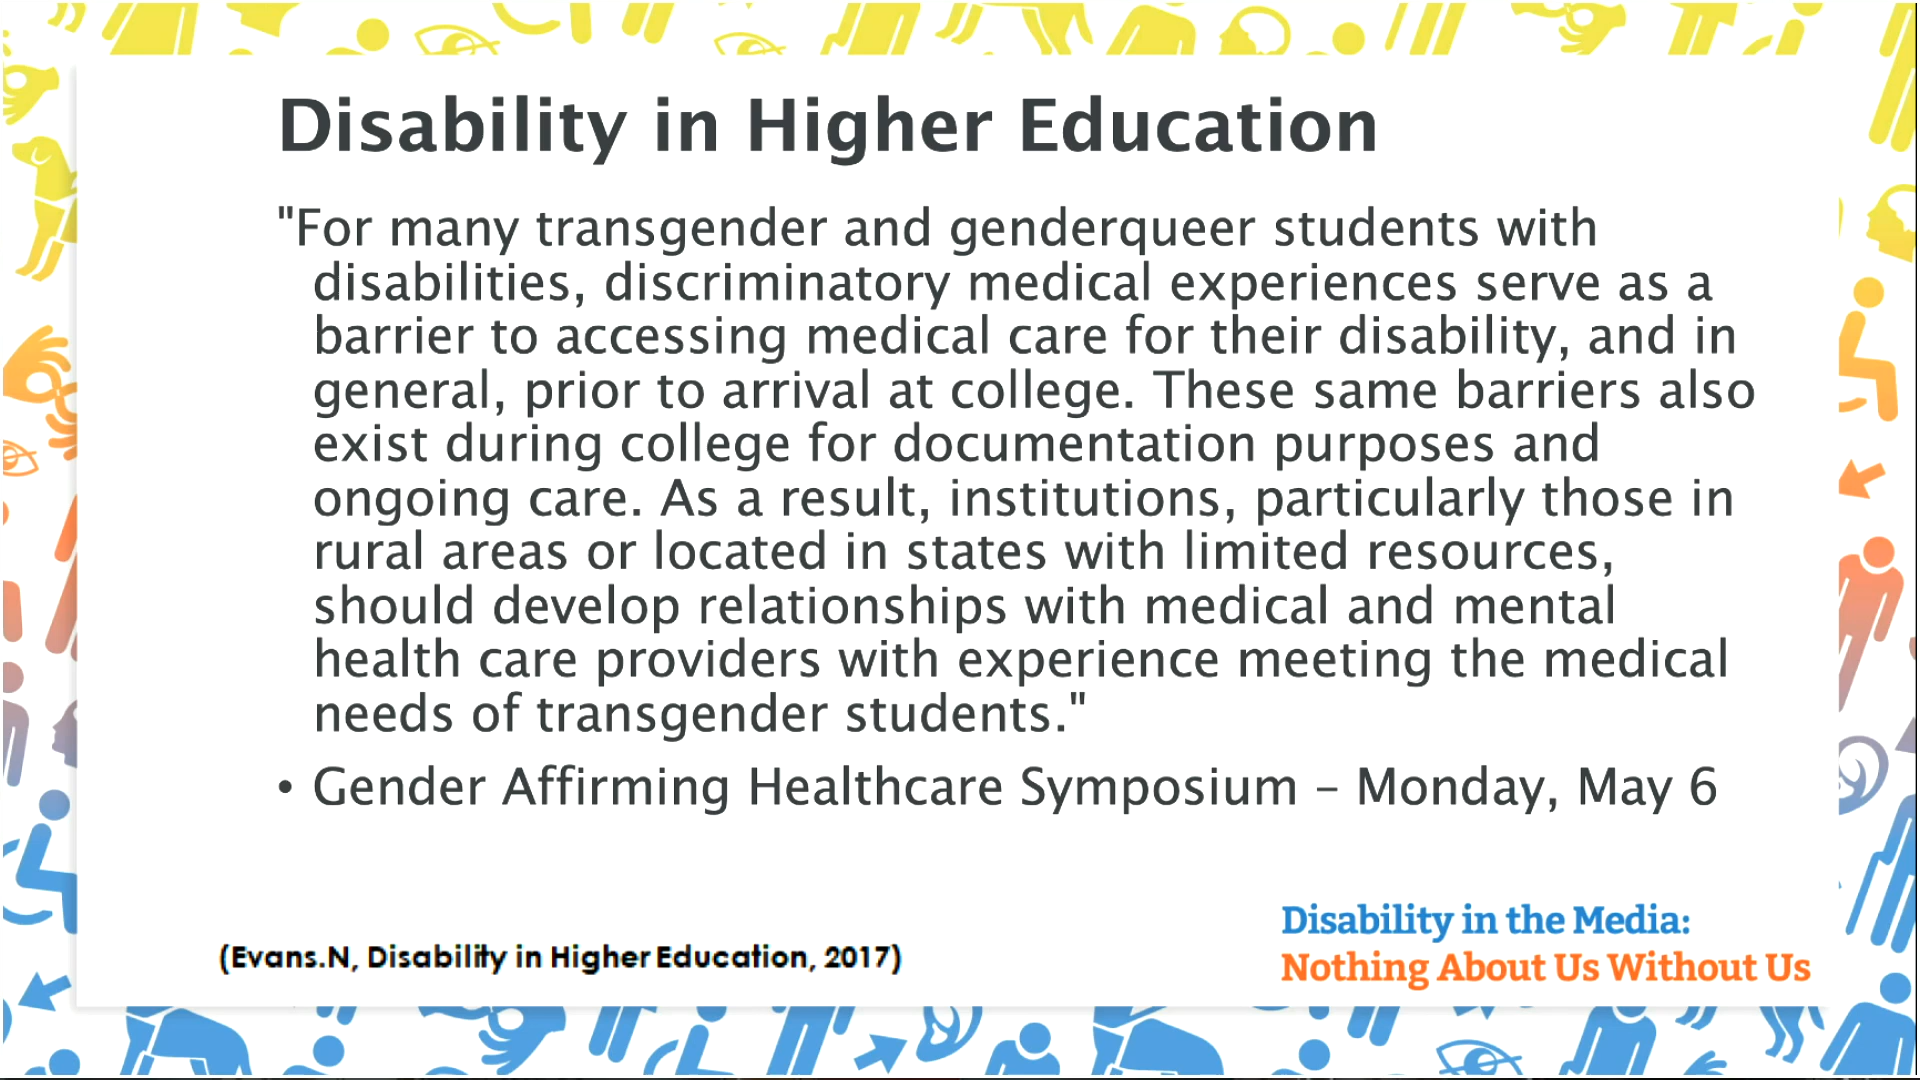 Disability in Higher Education
"For many transgender and genderqueer students with
disabilities, discriminatory medical experiences serve as a
barrier to accessing medical care for their disability, and in
general, prior to arrival at college. These same barriers also
exist during college for documentation purposes and
ongoing care. As a result, institutions, particularly those in
rural areas or located in states with limited resources,
should develop relationships with medical and mental
health care providers with experience meeting the medical
needs of transgender students."
• Gender Affirming Healthcare Symposium – Monday, May 6
(Evans.N, Disability in Higher Education, 2017)
Disability in the Media:
Nothing About Us Without Us